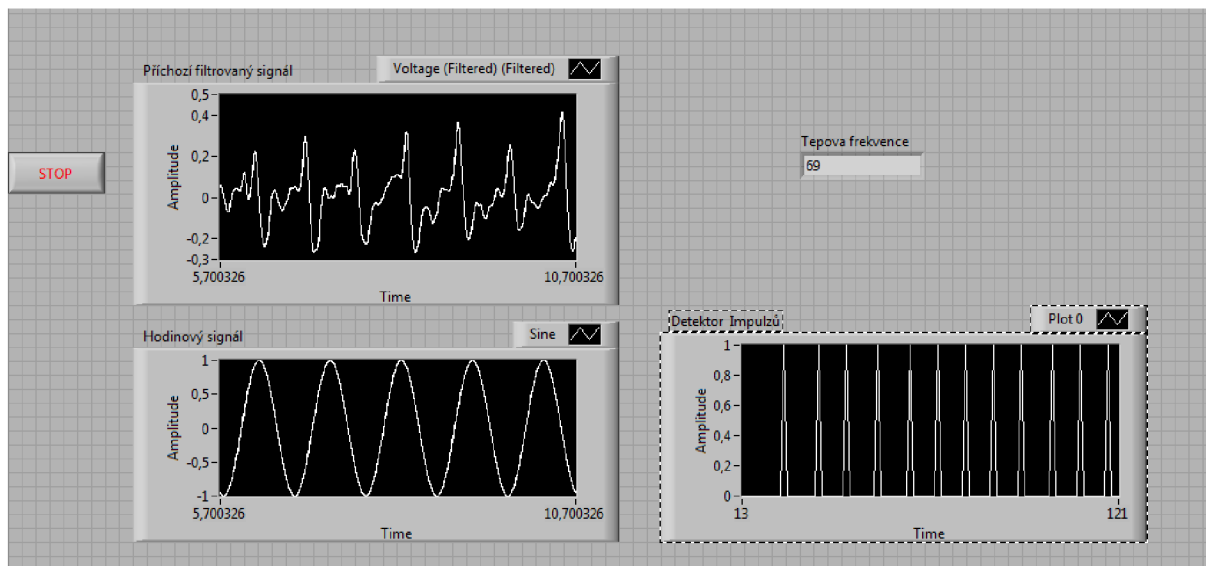 STOP
Příchozí filtrovaný signál
Voltage (Filtered) (Filtered)
0,5
0,4
0,2
0
-0,2
-0,3
Amplitude
5,700326
10,700326
Time
Tepova frekvence
69
Hodinový signál
Sine
1
0,5
0
-0,5
-1
Amplitude
5,700326
10,700326
Time
Detektor Impulzů
Plot 0
1
0,8
0,6
0,4
0,2
0
Amplitude
13
121
Time